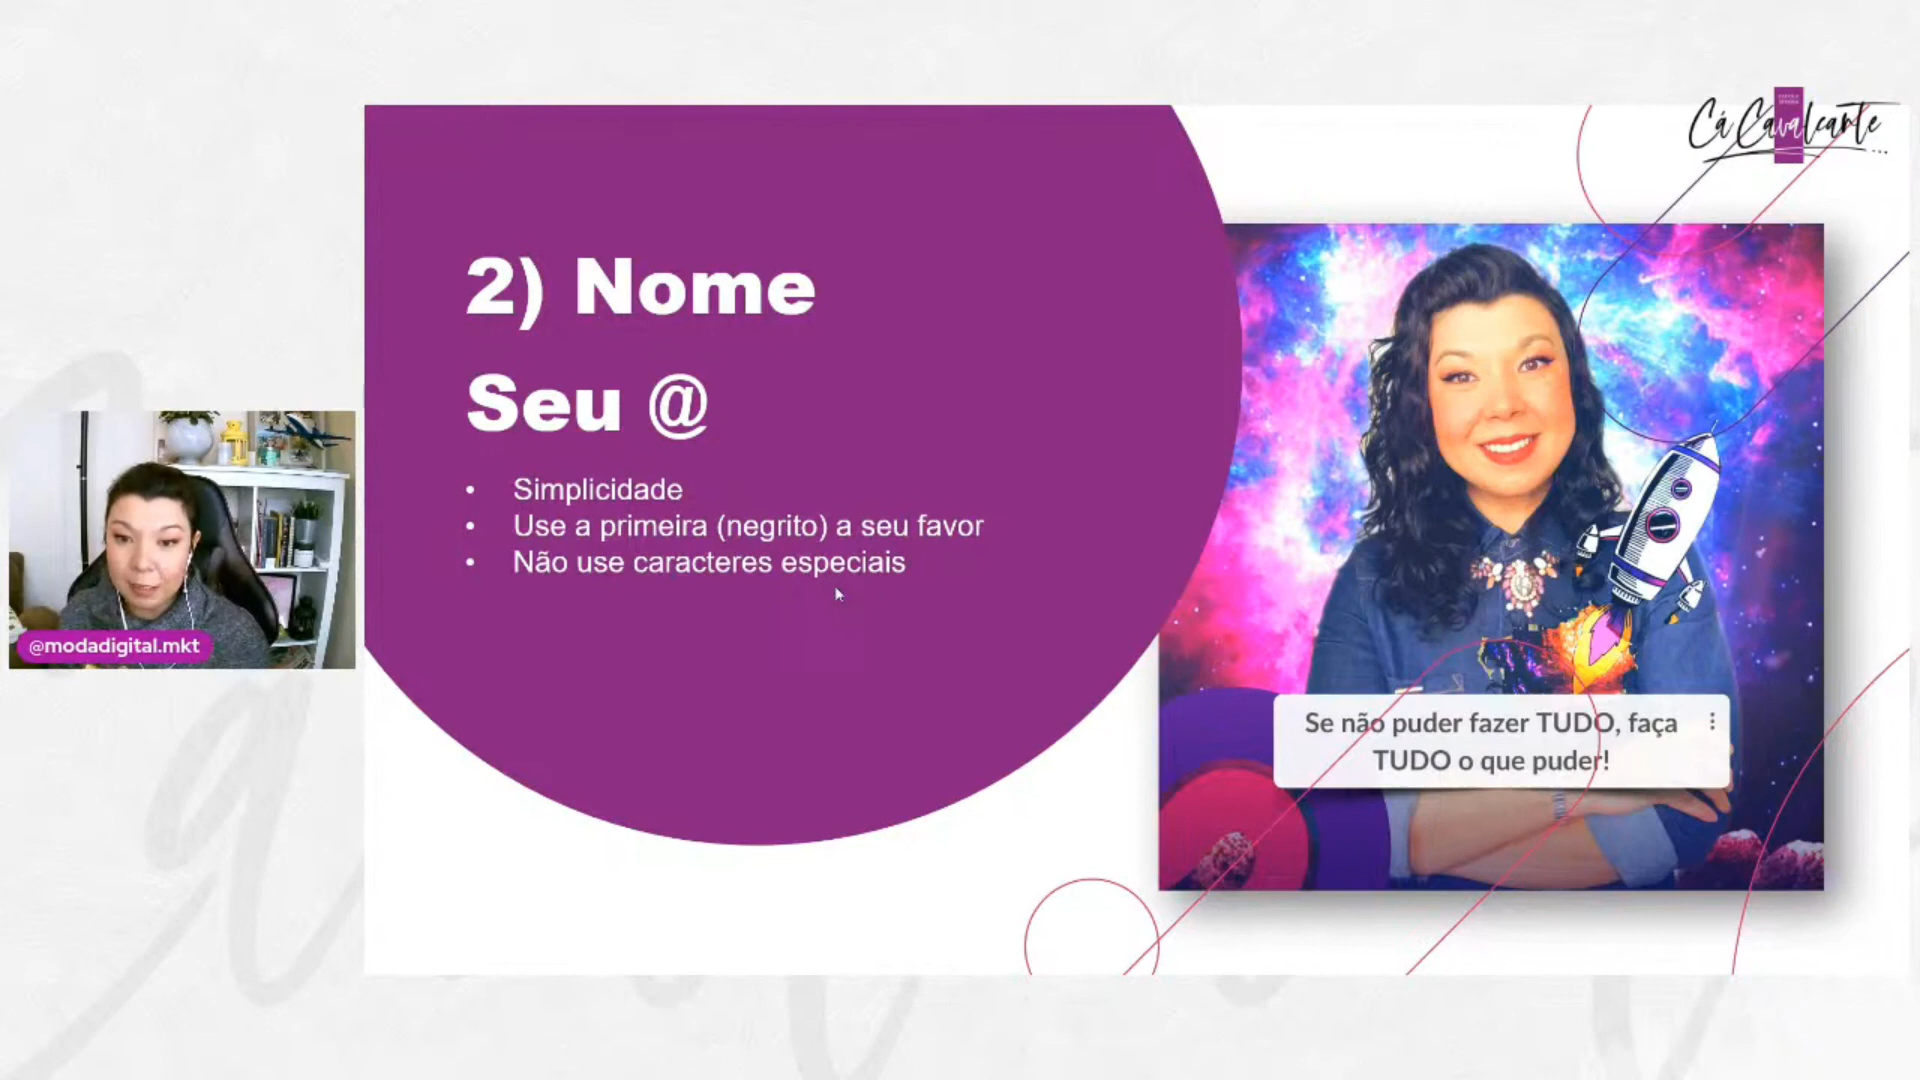 Cá Cavalcante
2) Nome
Seu @
• Simplicidade
• Use a primeira (negrito) a seu favor
• Não use caracteres especiais
@modadigital.mkt
Se não puder fazer TUDO, faça
TUDO o que puder!